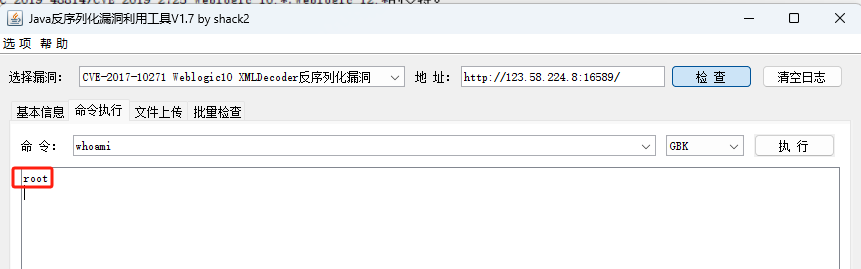 Java反序列化漏洞利用工具V1.7 by shack2
选项 帮助
选择漏洞: CVE-2017-10271 Weblogic10 XMLDecoder反序列化漏洞 地 址: http://123.58.224.8:16589/ 检 查 清空日志
基本信息 命令执行 文件上传 批量检查
命 令: whoami GBK 执 行
root